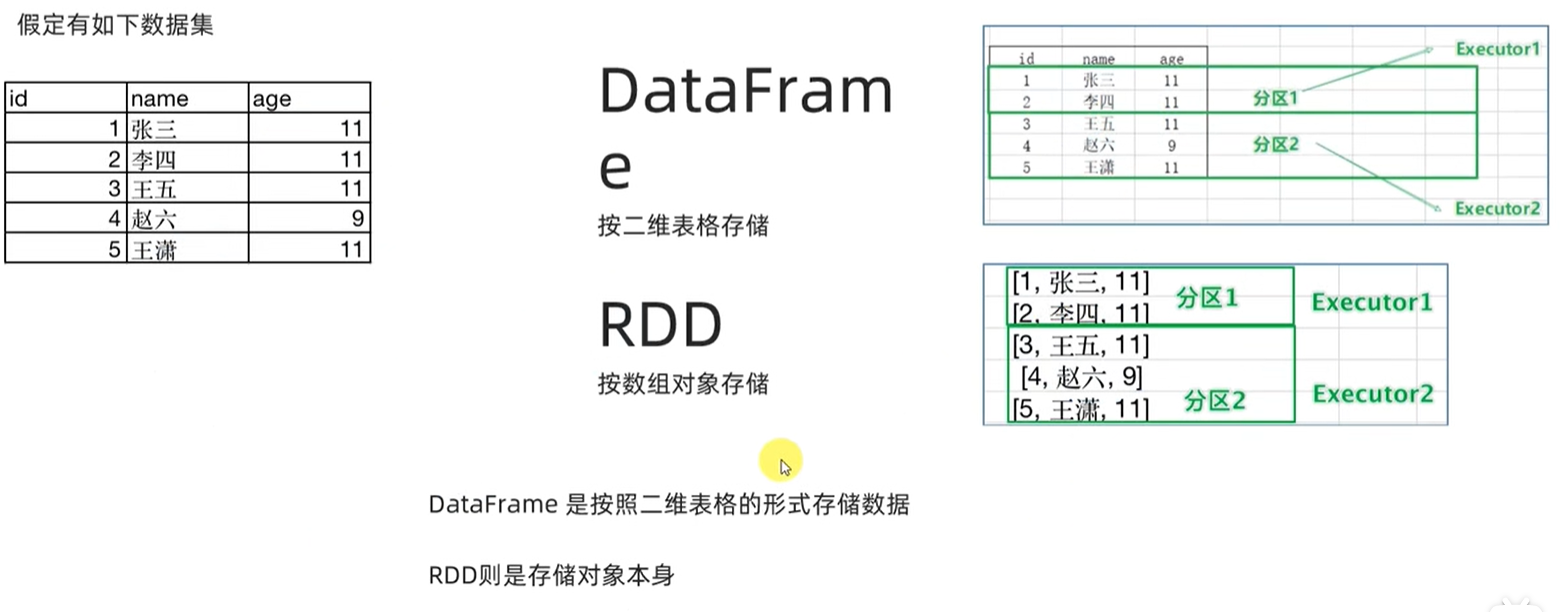 假定有如下数据集
id name age
1 张三 11
2 李四 11
3 王五 11
4 赵六 9
5 王潇 11
DataFram
e
按二维表格存储
RDD
按数组对象存储
id name age
1 张三 11
2 李四 11
3 王五 11
4 赵六 9
5 王潇 11
分区1
分区2
Executor1
Executor2
[1, 张三, 11]
[2, 李四, 11]
[3, 王五, 11]
[4, 赵六, 9]
[5, 王潇, 11]
分区1
分区2
Executor1
Executor2
DataFrame 是按照二维表格的形式存储数据
RDD则是存储对象本身